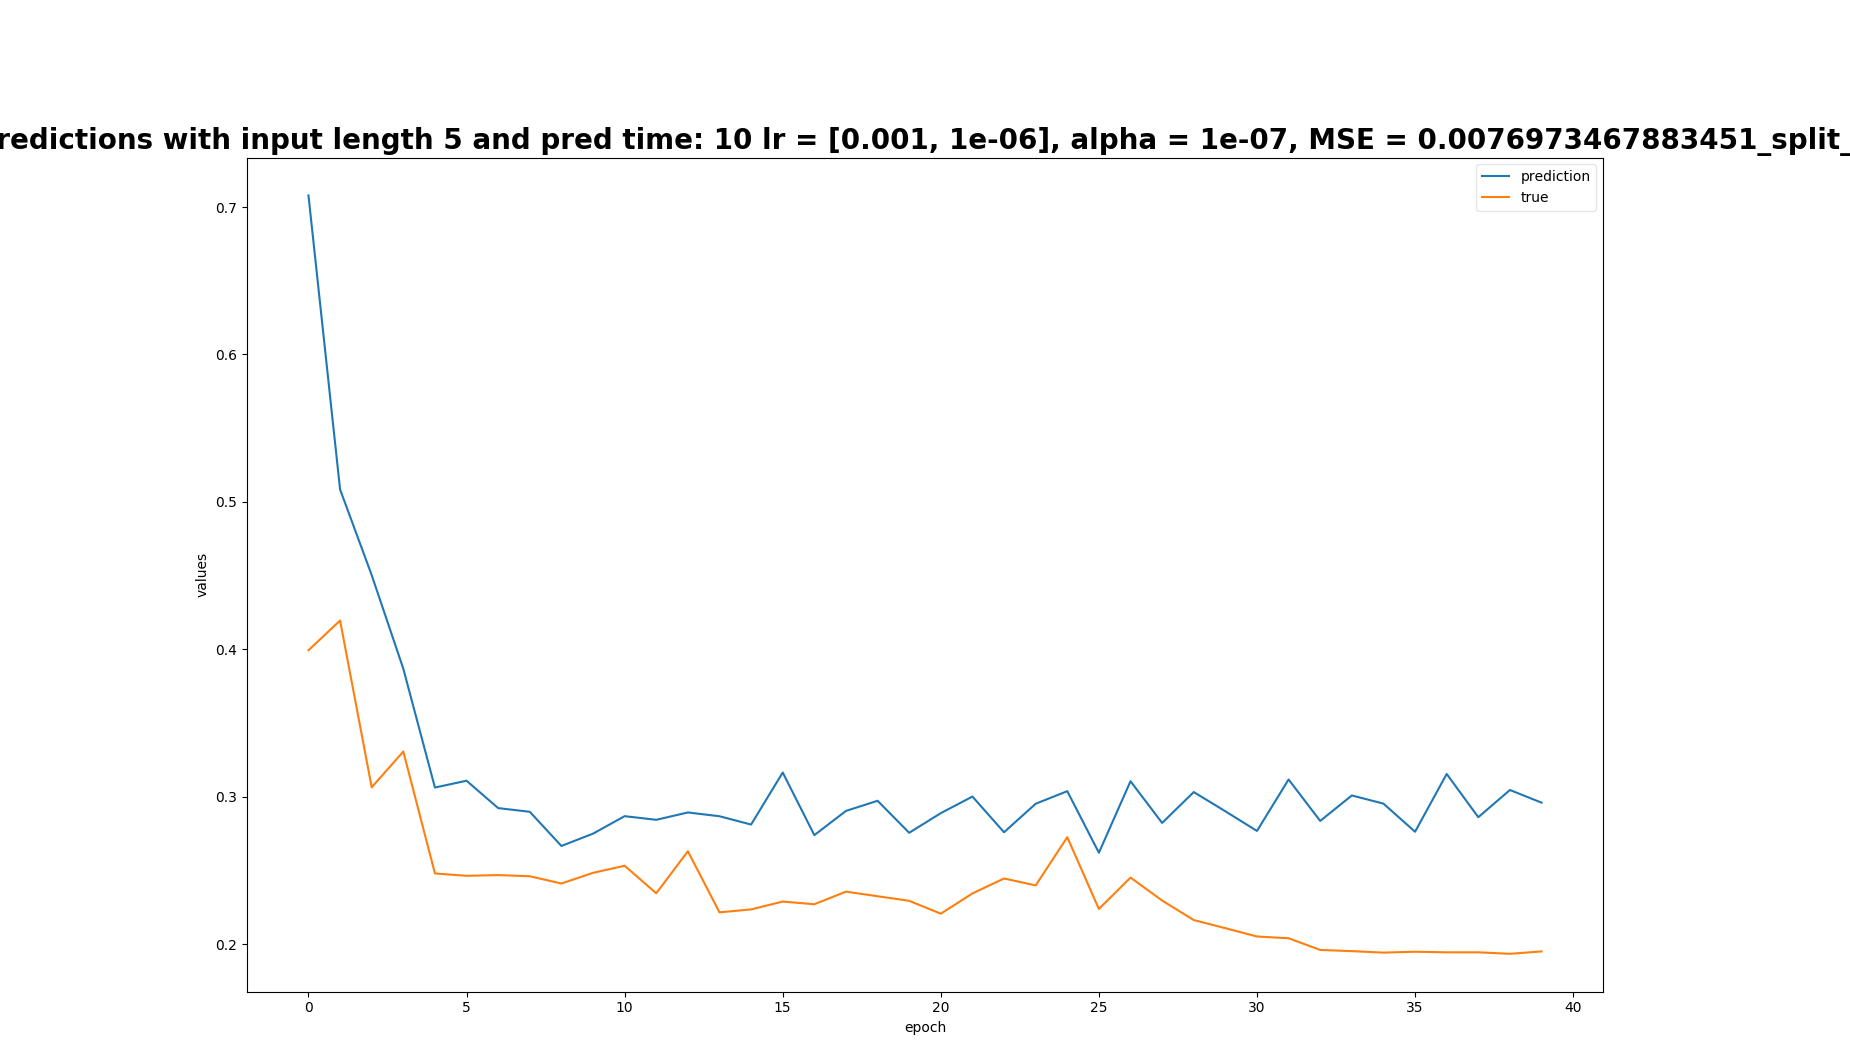 redictions with input length 5 and pred time: 10 lr = [0.001, 1e-06], alpha = 1e-07, MSE = 0.0076973467883451_split_
prediction
true
0.7
0.6
0.5
0.4
0.3
0.2
values
0 5 10 15 20 25 30 35 40
epoch